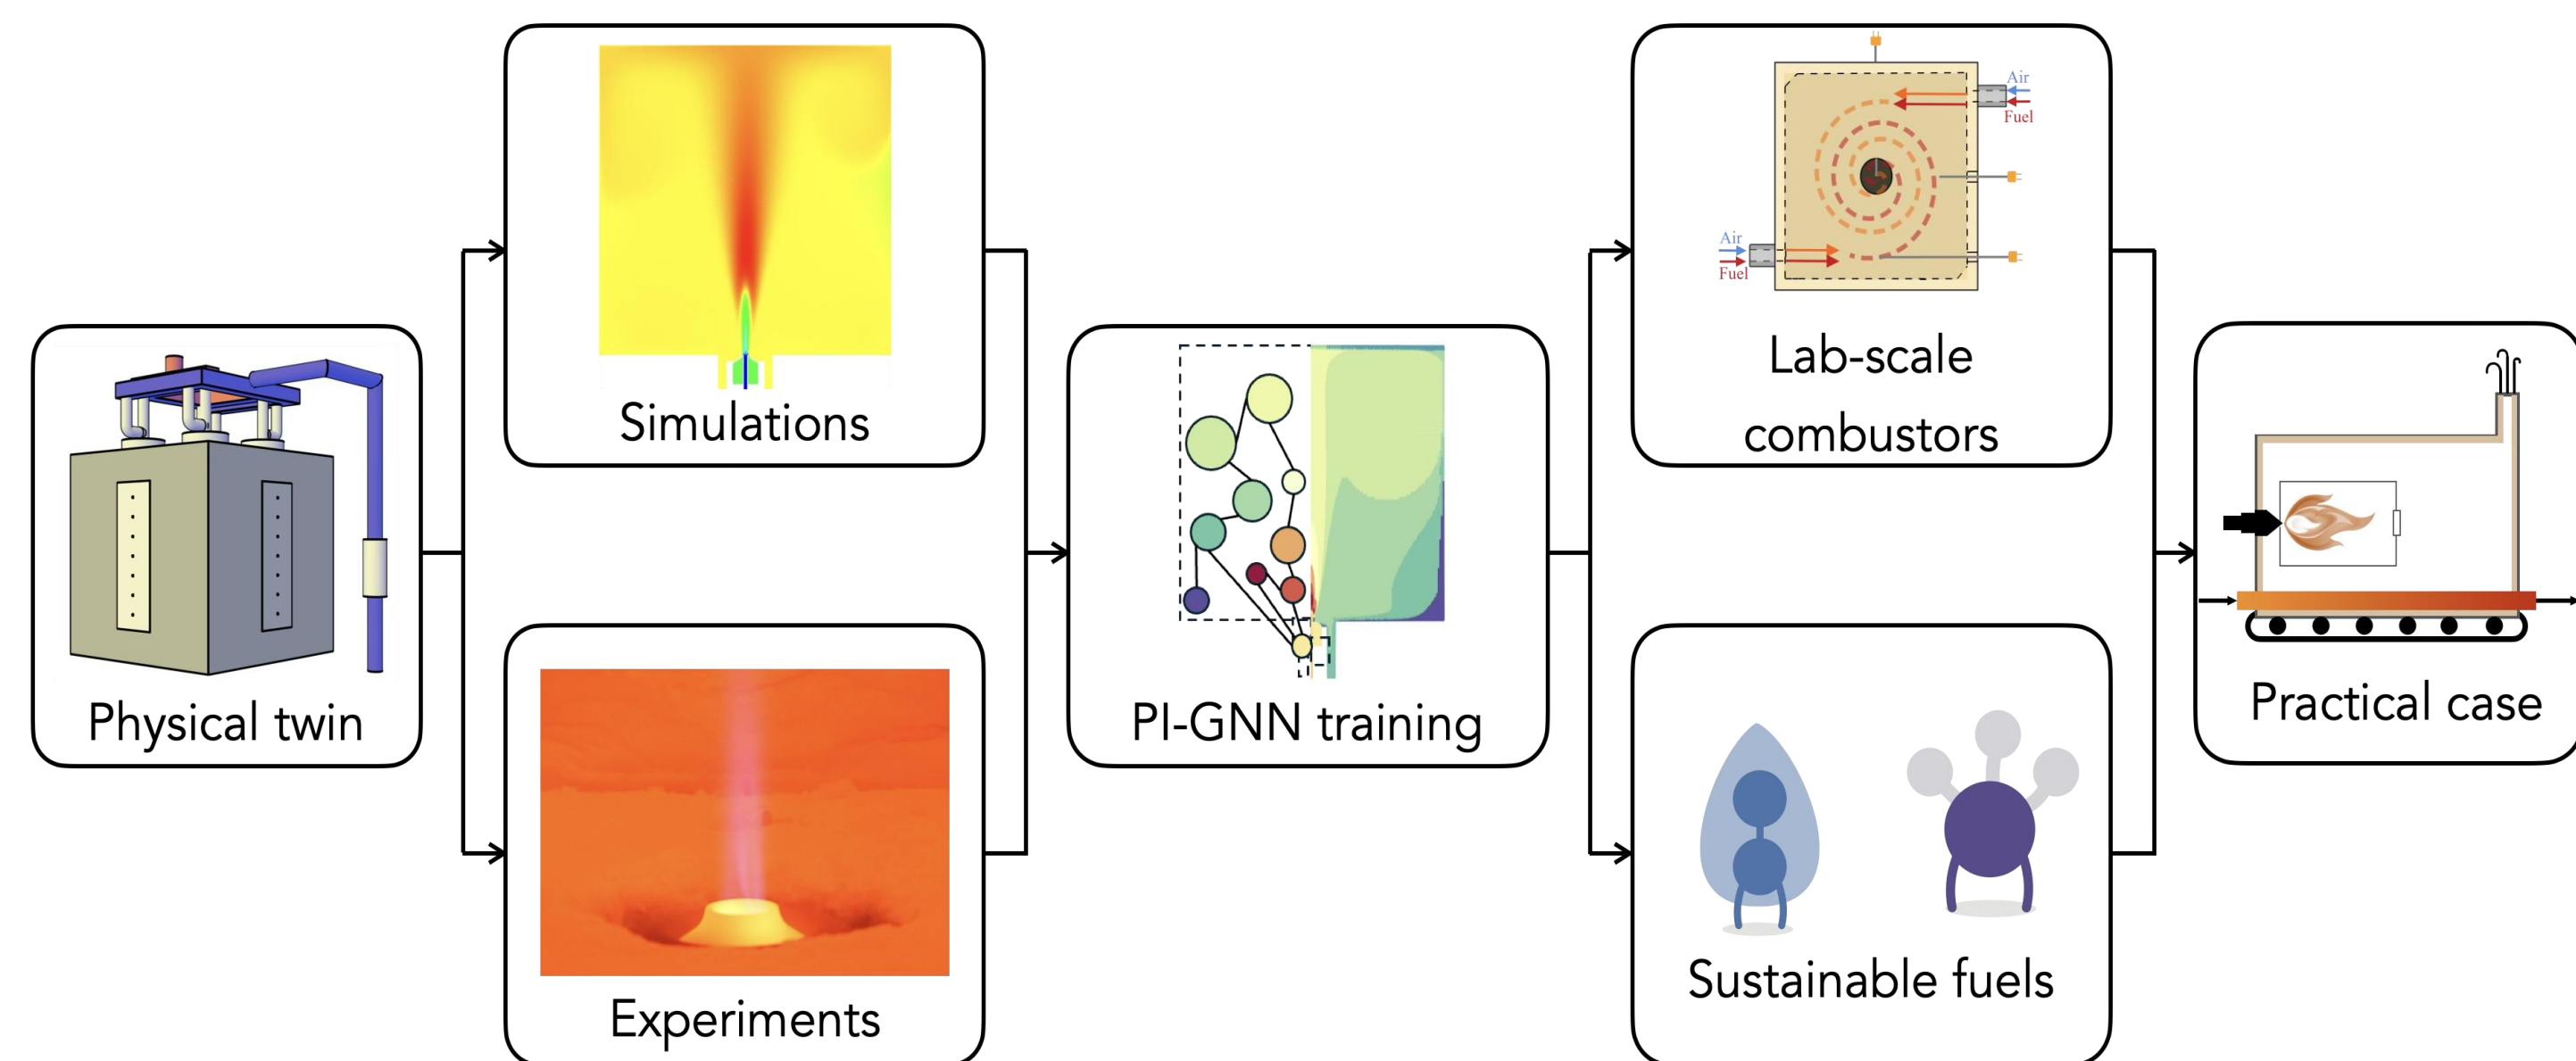 Physical twin
Simulations
Experiments
PI-GNN training
Air
Fuel
Air
Fuel
Lab-scale
combustors
Sustainable fuels
Practical case